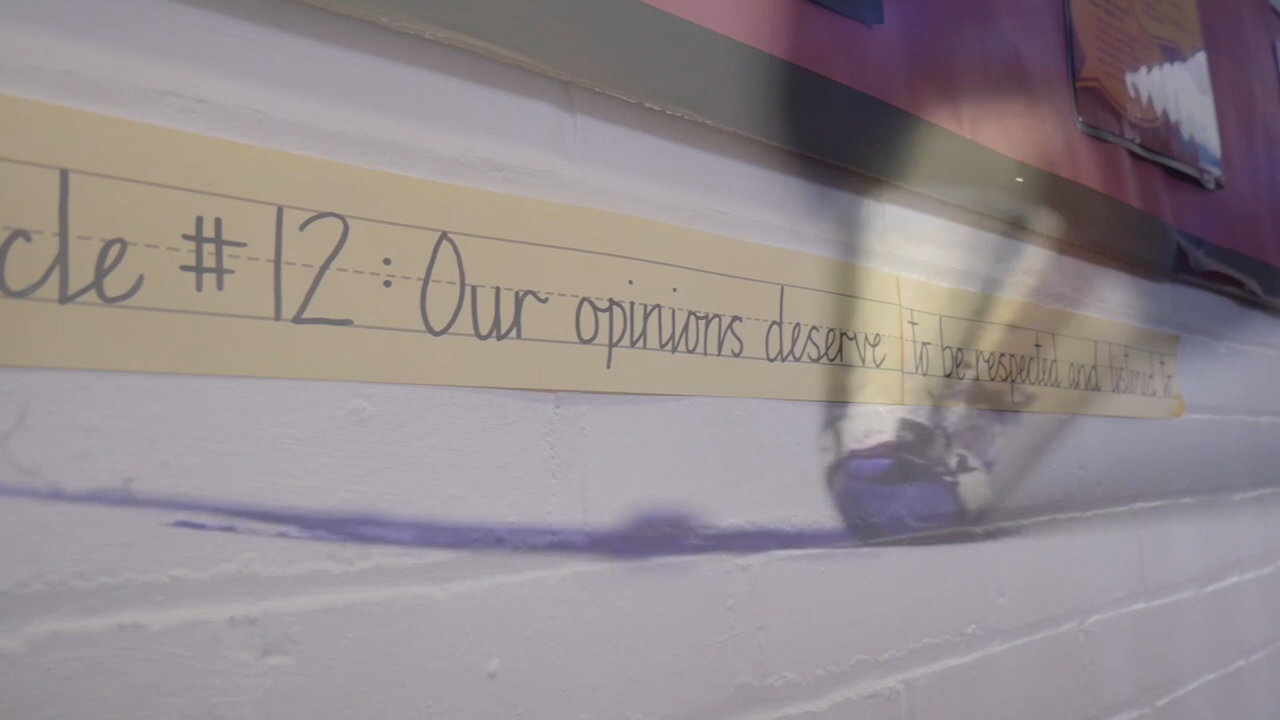 cle #12: Our opinions deserve to be respected and listened to